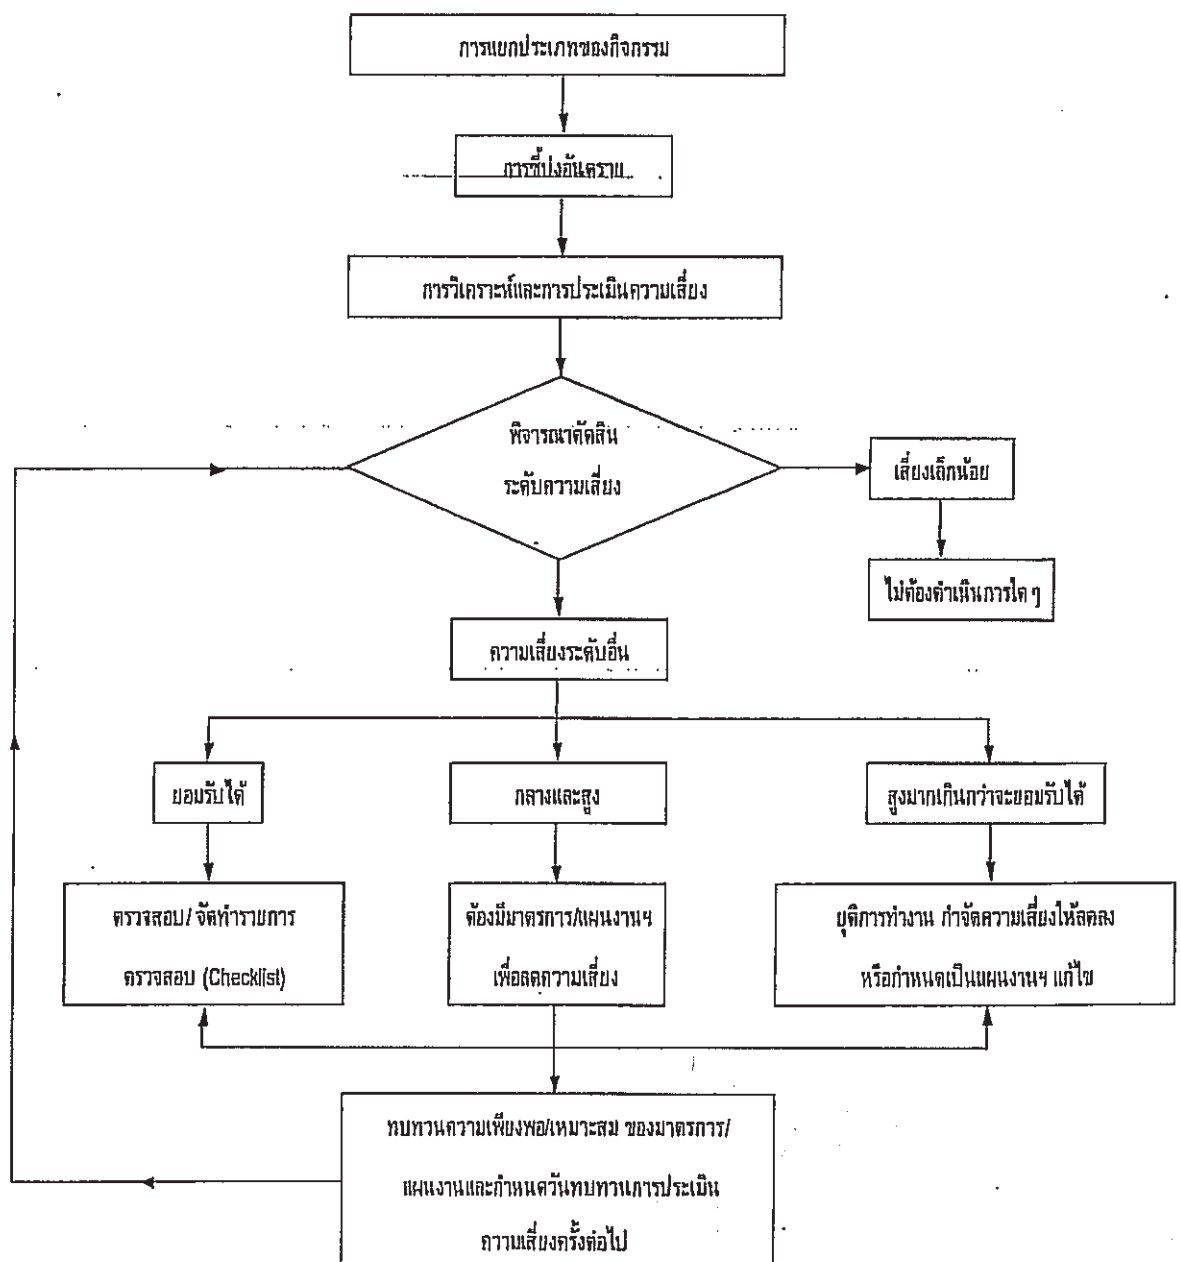 การแยกประเภทของกิจกรรม
การชี้บ่งอันตราย
การวิเคราะห์และการประเมินความเสี่ยง
พิจารณาตัดสิน
ระดับความเสี่ยง
เสี่ยงเล็กน้อย
ไม่ต้องดำเนินการใด ๆ
ความเสี่ยงระดับอื่น
ยอมรับได้
กลางและสูง
สูงมากเกินกว่าจะยอมรับได้
ตรวจสอบ/ จัดทำรายการ
ตรวจสอบ (Checklist)
ต้องมีมาตรการ/แผนงานฯ
เพื่อลดความเสี่ยง
ยุติการทำงาน กำจัดความเสี่ยงให้ลดลง
หรือกำหนดเป็นแผนงานฯ แก้ไข
ทบทวนความเพียงพอ/เหมาะสม ของมาตรการ/
แผนงานและกำหนดวันทบทวนการประเมิน
ความเสี่ยงครั้งต่อไป